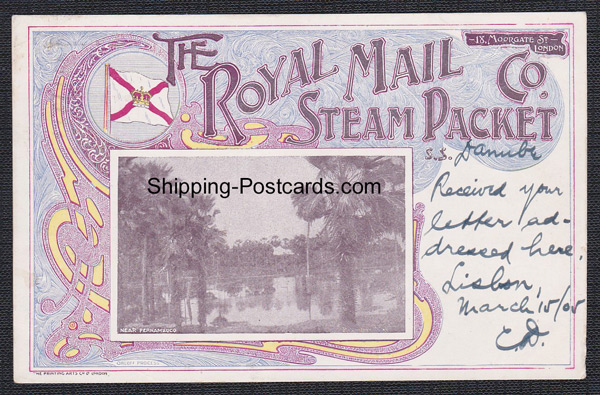 THE ROYAL MAIL
STEAM PACKET Co.
18, MOORGATE ST
LONDON
S.S. Danube
Received your
letter ad-
dressed here,
Lisbon,
March 15/05
E.D.
Shipping-Postcards.com
NEAR PERNAMBUCO
THE PRINTING ARTS CO LD LONDON